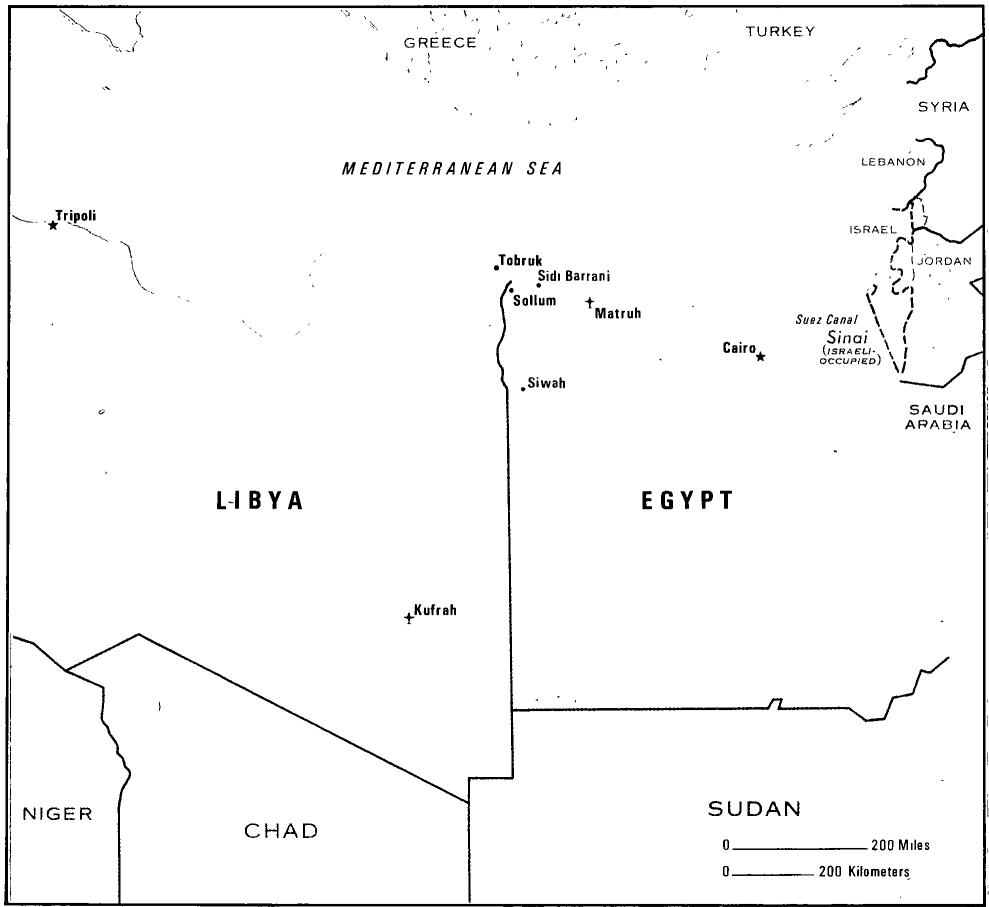 GREECE
TURKEY
SYRIA
MEDITERRANEAN SEA
LEBANON
Tripoli
ISRAEL
JORDAN
Tobruk
Sidi Barrani
Sollum
Matruh
Suez Canal
Sinai
(ISRAELI-
OCCUPIED)
Cairo
Siwah
SAUDI
ARABIA
LIBYA
EGYPT
Kufrah
NIGER
CHAD
SUDAN
0 200 Miles
0 200 Kilometers